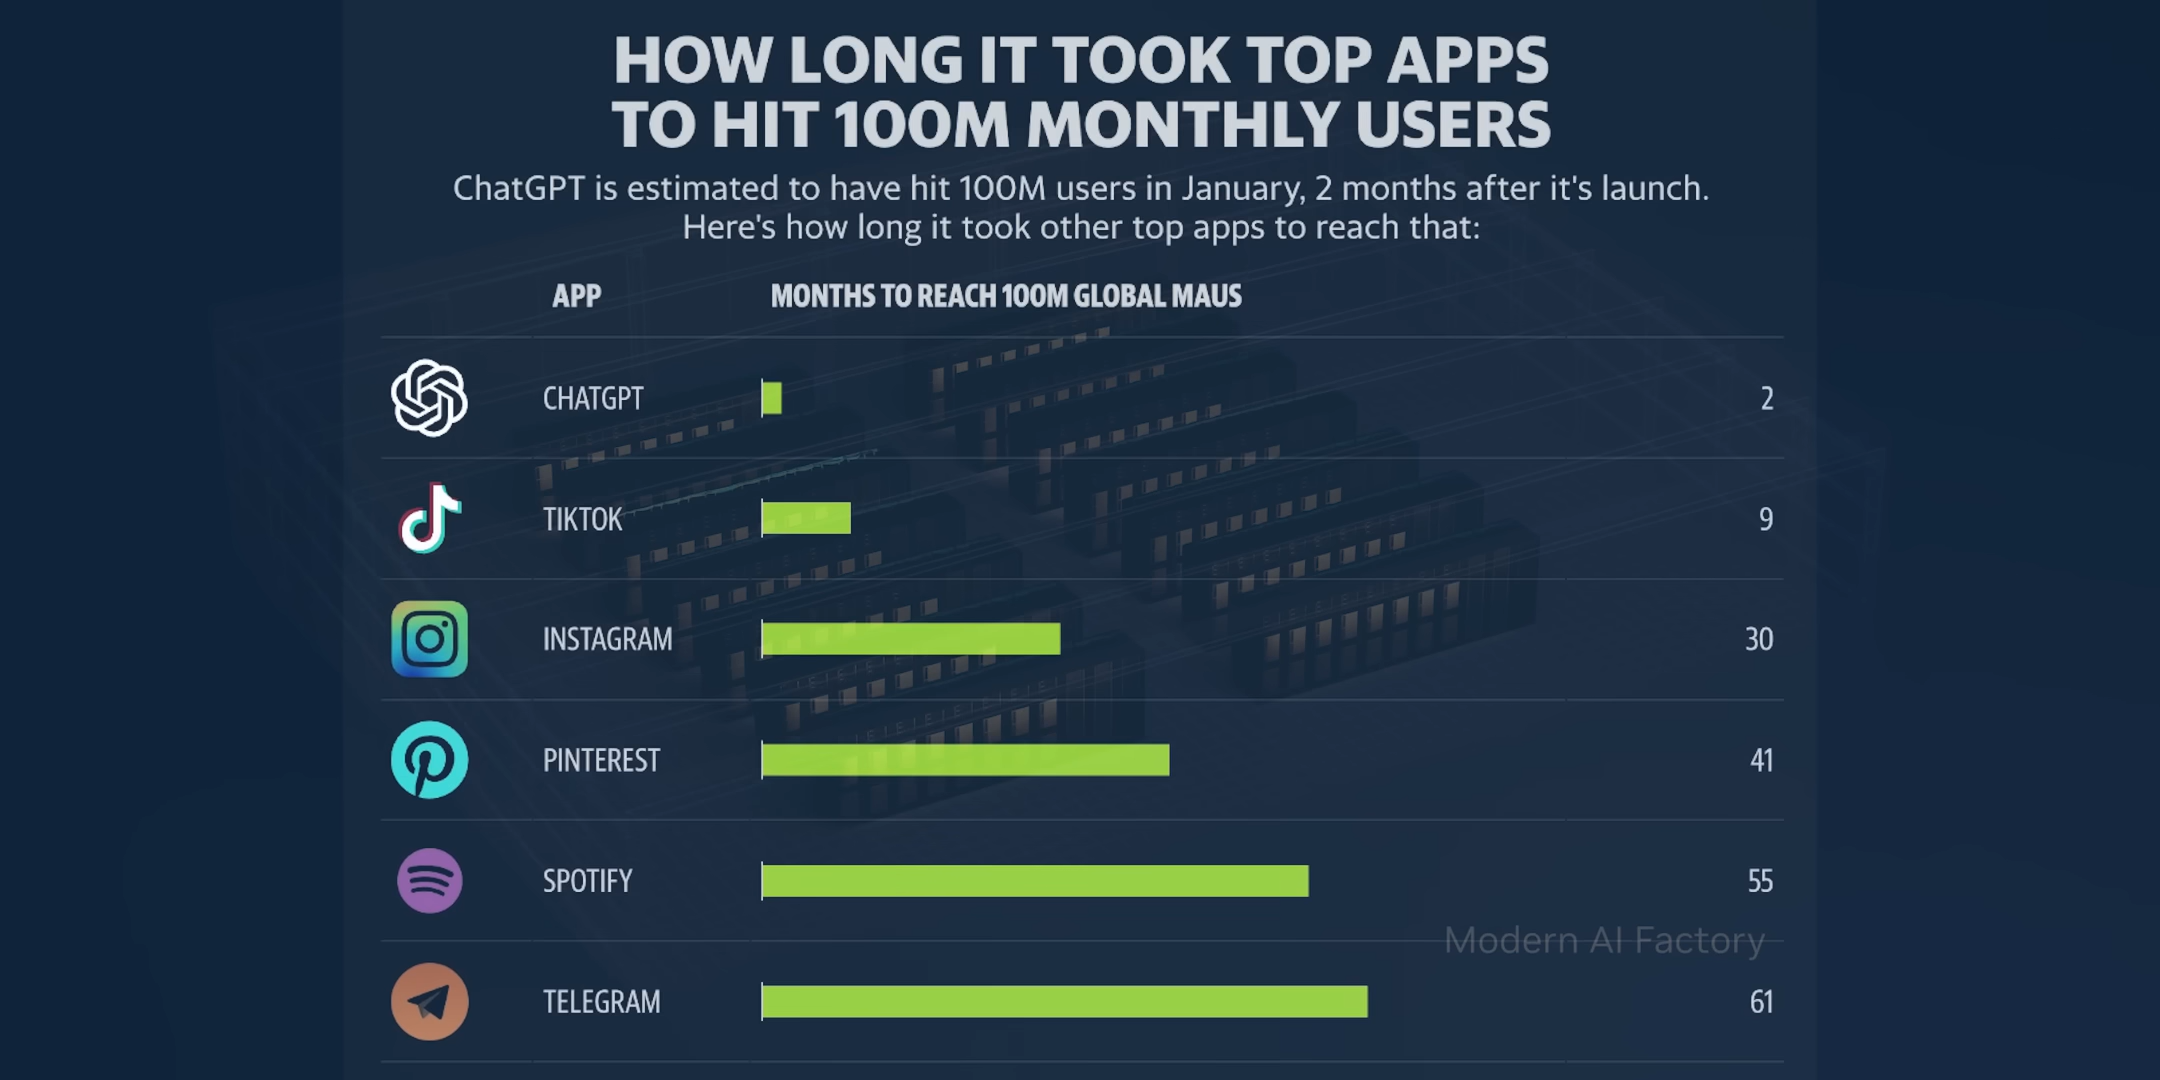 HOW LONG IT TOOK TOP APPS
TO HIT 100M MONTHLY USERS
ChatGPT is estimated to have hit 100M users in January, 2 months after it's launch.
Here's how long it took other top apps to reach that:
APP MONTHS TO REACH 100M GLOBAL MAUS
CHATGPT 2
TIKTOK 9
INSTAGRAM 30
PINTEREST 41
SPOTIFY 55
Modern AI Factory
TELEGRAM 61